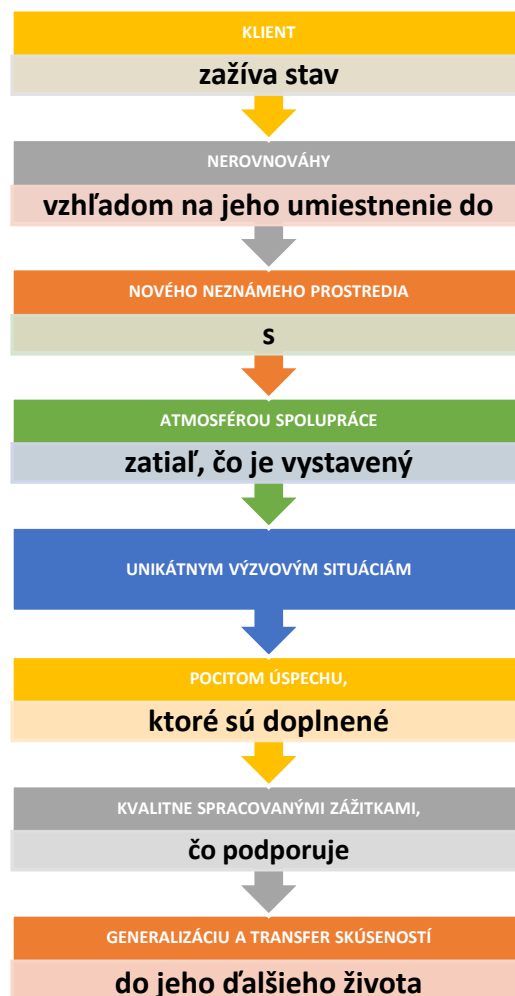 KLIENT
zažíva stav
NEROVNOVÁHY
vzhľadom na jeho umiestnenie do
NOVÉHO NEZNÁMEHO PROSTREDIA
s
ATMOSFÉROU SPOLUPRÁCE
zatiaľ, čo je vystavený
UNIKÁTNYM VÝZVOVÝM SITUÁCIÁM
POCITOM ÚSPECHU,
ktoré sú doplnené
KVALITNE SPRACOVANÝMI ZÁŽITKAMI,
čo podporuje
GENERALIZÁCIU A TRANSFER SKÚSENOSTÍ
do jeho ďalšieho života